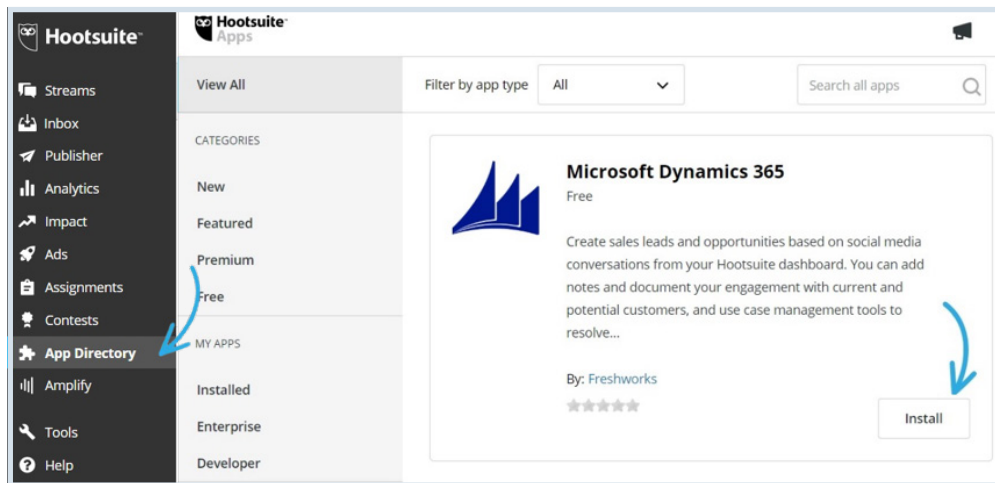 Hootsuite™
Streams
Inbox
Publisher
Analytics
Impact
Ads
Assignments
Contests
App Directory
Amplify
Tools
Help
Hootsuite™
Apps
View All
CATEGORIES
New
Featured
Premium
Free
MY APPS
Installed
Enterprise
Developer
Filter by app type
All
Search all apps
Microsoft Dynamics 365
Free
Create sales leads and opportunities based on social media
conversations from your Hootsuite dashboard. You can add
notes and document your engagement with current and
potential customers, and use case management tools to
resolve...
By: Freshworks
Install